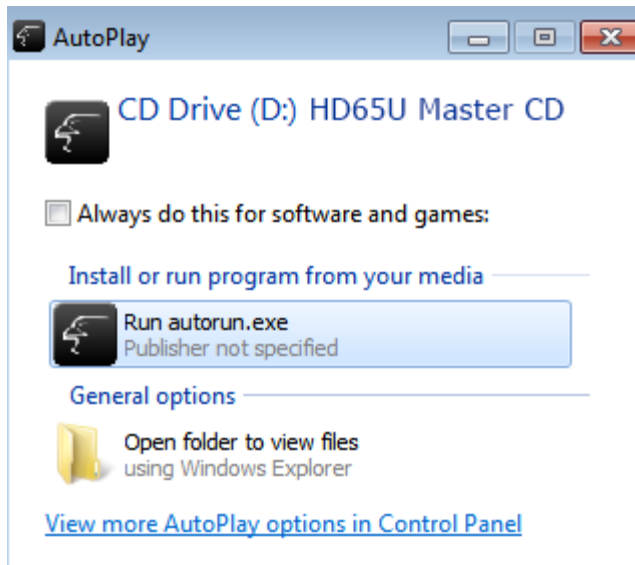 AutoPlay
CD Drive (D:) HD65U Master CD
Always do this for software and games:
Install or run program from your media
Run autorun.exe
Publisher not specified
General options
Open folder to view files
using Windows Explorer
View more AutoPlay options in Control Panel